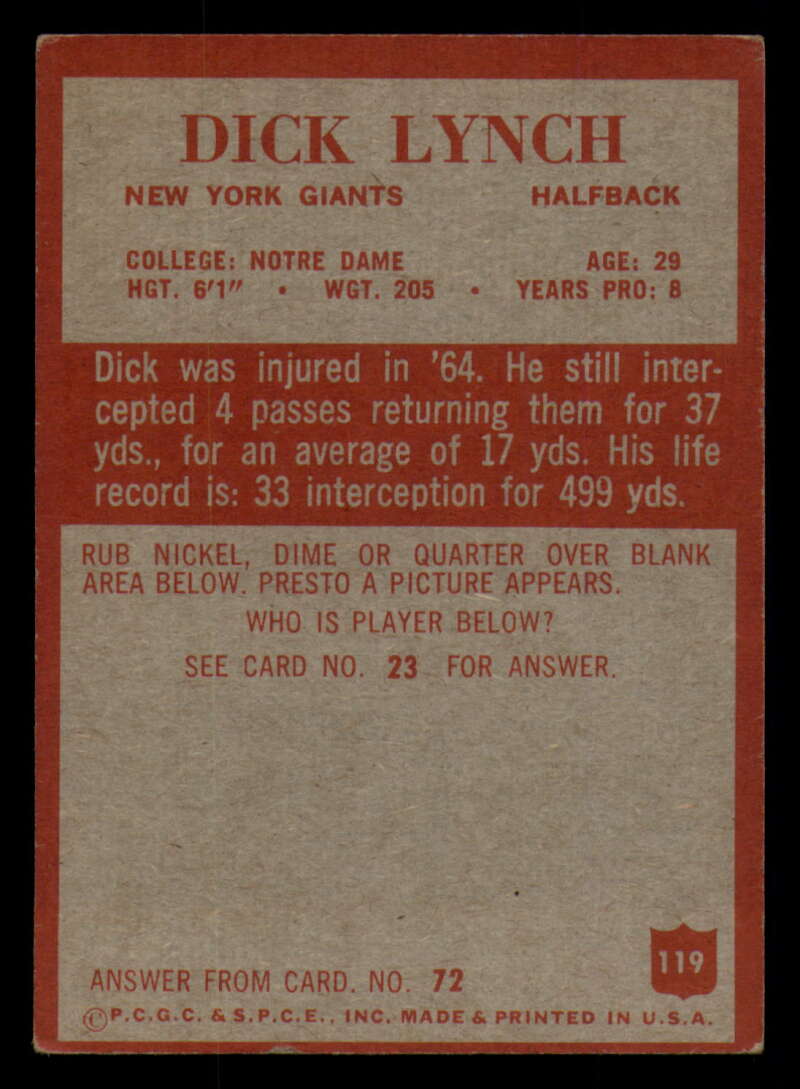 DICK LYNCH
NEW YORK GIANTS HALFBACK
COLLEGE: NOTRE DAME AGE: 29
HGT. 6'1" • WGT. 205 • YEARS PRO: 8
Dick was injured in '64. He still inter-
cepted 4 passes returning them for 37
yds., for an average of 17 yds. His life
record is: 33 interception for 499 yds.
RUB NICKEL, DIME OR QUARTER OVER BLANK
AREA BELOW. PRESTO A PICTURE APPEARS.
WHO IS PLAYER BELOW?
SEE CARD NO. 23 FOR ANSWER.
119
ANSWER FROM CARD. NO. 72
©P.C.G.C. & S.P.C.E., INC. MADE & PRINTED IN U.S.A.